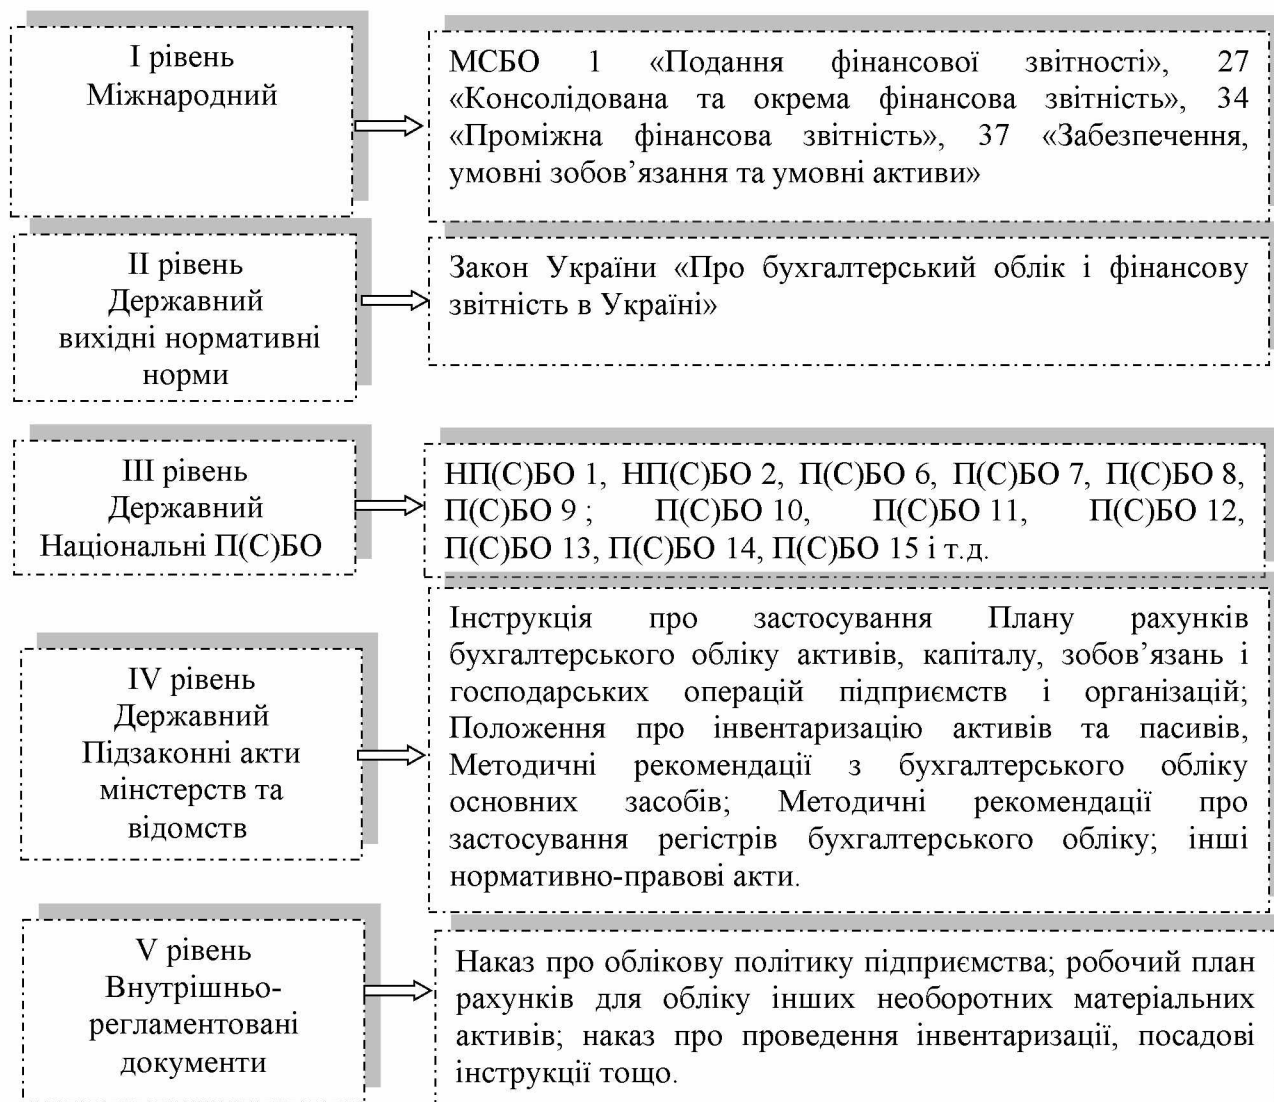 І рівень
Міжнародний
МСБО 1 «Подання фінансової звітності», 27
«Консолідована та окрема фінансова звітність», 34
«Проміжна фінансова звітність», 37 «Забезпечення,
умовні зобов’язання та умовні активи»
ІІ рівень
Державний
вихідні нормативні
норми
Закон України «Про бухгалтерський облік і фінансову
звітність в Україні»
ІІІ рівень
Державний
Національні П(С)БО
НП(С)БО 1, НП(С)БО 2, П(С)БО 6, П(С)БО 7, П(С)БО 8,
П(С)БО 9 ; П(С)БО 10, П(С)БО 11, П(С)БО 12,
П(С)БО 13, П(С)БО 14, П(С)БО 15 і т.д.
IV рівень
Державний
Підзаконні акти
мінстерств та
відомств
Інструкція про застосування Плану рахунків
бухгалтерського обліку активів, капіталу, зобов’язань і
господарських операцій підприємств і організацій;
Положення про інвентаризацію активів та пасивів,
Методичні рекомендації з бухгалтерського обліку
основних засобів; Методичні рекомендації про
застосування регістрів бухгалтерського обліку; інші
нормативно-правові акти.
V рівень
Внутрішньо-
регламентовані
документи
Наказ про облікову політику підприємства; робочий план
рахунків для обліку інших необоротних матеріальних
активів; наказ про проведення інвентаризації, посадові
інструкції тощо.